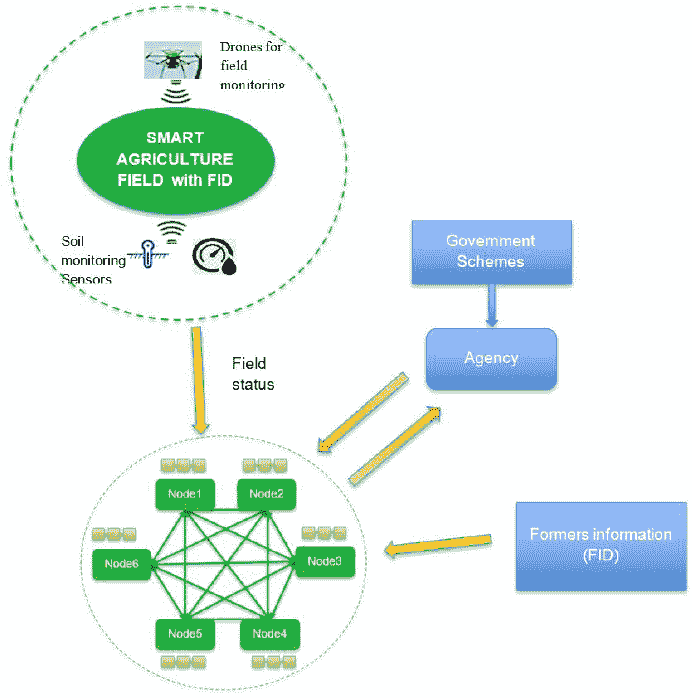 Drones for
field
monitoring
SMART
AGRICULTURE
FIELD with FID
Soil
monitoring
Sensors
Government
Schemes
Agency
Field
status
Node1
Node2
Node6
Node3
Node5
Node4
Formers information
(FID)